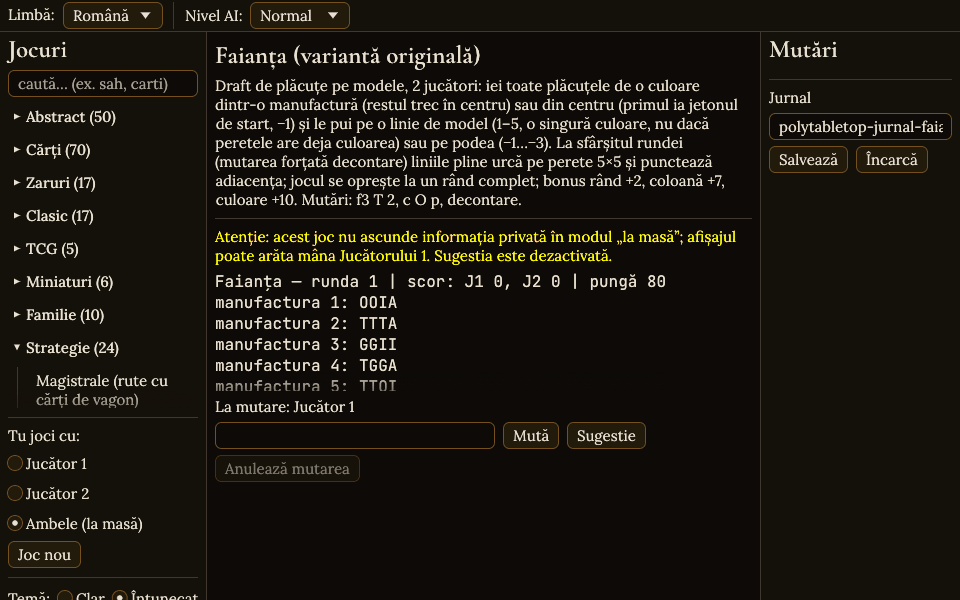 Limbă: Română ▼ Nivel AI: Normal ▼
Jocuri
caută... (ex. sah, carti)
▸ Abstract (50)
▸ Cărți (70)
▸ Zaruri (17)
▸ Clasic (17)
▸ TCG (5)
▸ Miniaturi (6)
▸ Familie (10)
▾ Strategie (24)
Magistrale (rute cu
cărți de vagon)
Tu joci cu:
Jucător 1
Jucător 2
Ambele (la masă)
Joc nou
Temă: Clar Întunecat
Faianța (variantă originală)
Draft de plăcuțe pe modele, 2 jucători: iei toate plăcuțele de o culoare
dintr-o manufactură (restul trec în centru) sau din centru (primul ia jetonul
de start, −1) și le pui pe o linie de model (1–5, o singură culoare, nu dacă
peretele are deja culoarea) sau pe podea (−1…−3). La sfârșitul rundei
(mutarea forțată decontare) liniile pline urcă pe perete 5×5 și punctează
adiacența; jocul se oprește la un rând complet; bonus rând +2, coloană +7,
culoare +10. Mutări: f3 T 2, c O p, decontare.
Atenție: acest joc nu ascunde informația privată în modul „la masă”; afișajul
poate arăta mâna Jucătorului 1. Sugestia este dezactivată.
Faianța — runda 1 | scor: J1 0, J2 0 | pungă 80
manufactura 1: OOIA
manufactura 2: TTTA
manufactura 3: GGII
manufactura 4: TGGA
manufactura 5: TTOI
La mutare: Jucător 1
Mută Sugestie
Anulează mutarea
Mutări
Jurnal
polytabletop-jurnal-faia
Salvează Încarcă